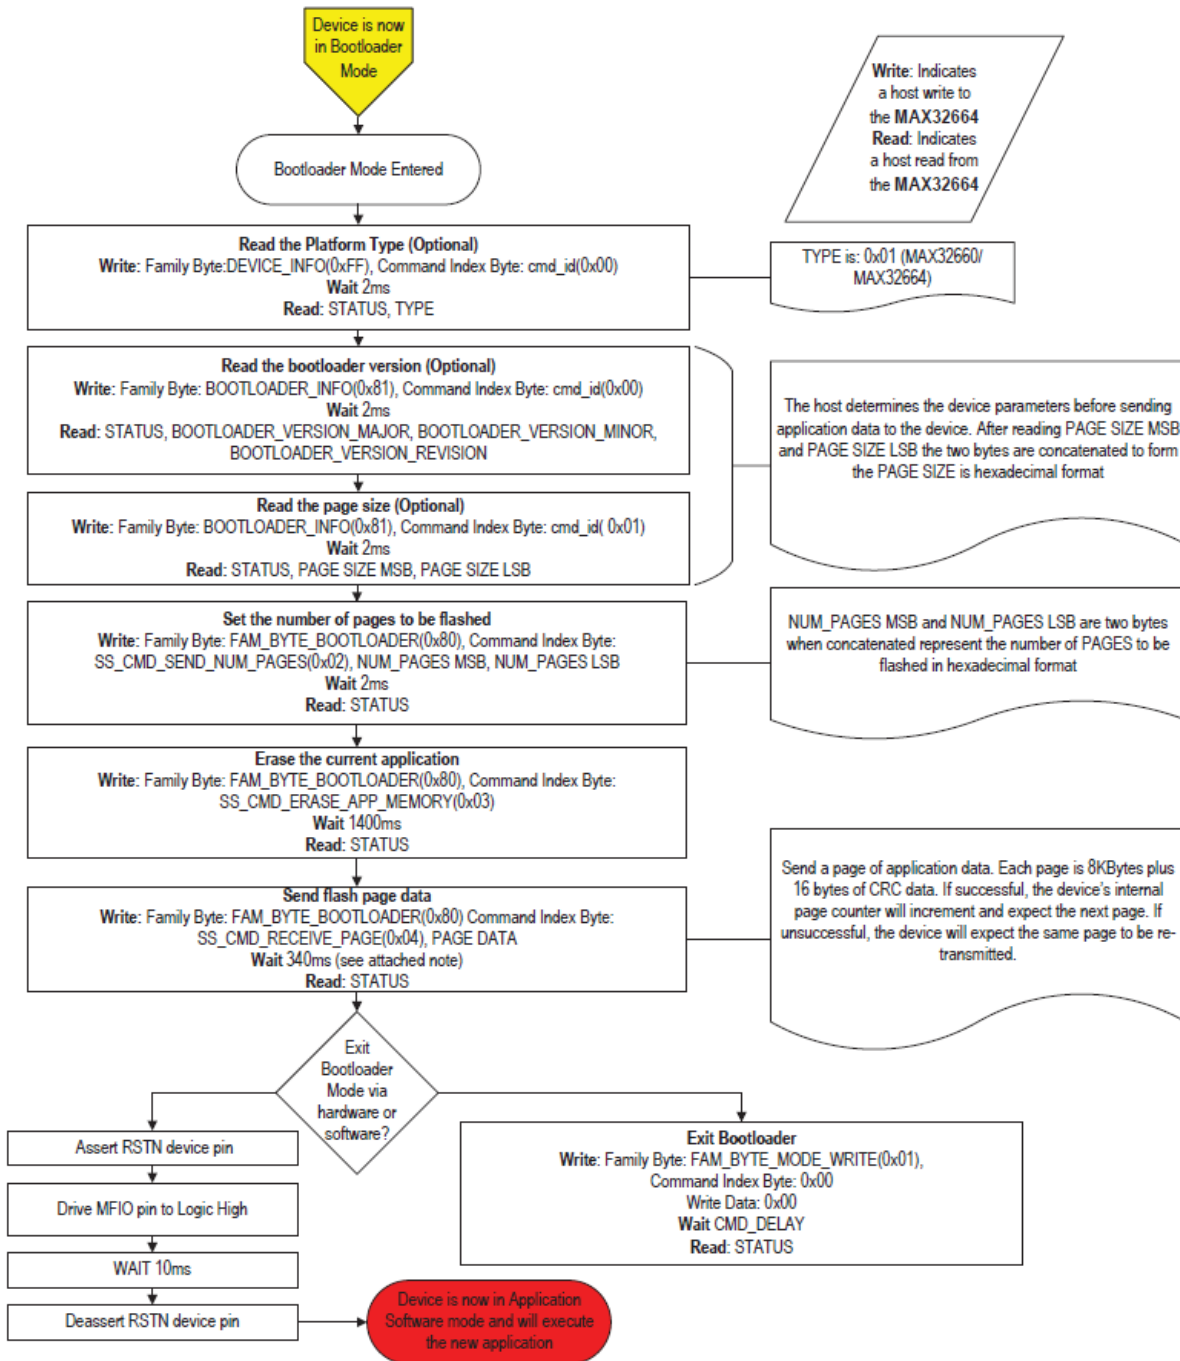 Device is now
in Bootloader
Mode
Write: Indicates
a host write to
the MAX32664
Read: Indicates
a host read from
the MAX32664
Bootloader Mode Entered
Read the Platform Type (Optional)
Write: Family Byte:DEVICE_INFO(0xFF), Command Index Byte: cmd_id(0x00)
Wait 2ms
Read: STATUS, TYPE
TYPE is: 0x01 (MAX32660/
MAX32664)
Read the bootloader version (Optional)
Write: Family Byte: BOOTLOADER_INFO(0x81), Command Index Byte: cmd_id(0x00)
Wait 2ms
Read: STATUS, BOOTLOADER_VERSION_MAJOR, BOOTLOADER_VERSION_MINOR,
BOOTLOADER_VERSION_REVISION
The host determines the device parameters before sending
application data to the device. After reading PAGE SIZE MSB
and PAGE SIZE LSB the two bytes are concatenated to form
the PAGE SIZE is hexadecimal format
Read the page size (Optional)
Write: Family Byte: BOOTLOADER_INFO(0x81), Command Index Byte: cmd_id( 0x01)
Wait 2ms
Read: STATUS, PAGE SIZE MSB, PAGE SIZE LSB
Set the number of pages to be flashed
Write: Family Byte: FAM_BYTE_BOOTLOADER(0x80), Command Index Byte:
SS_CMD_SEND_NUM_PAGES(0x02), NUM_PAGES MSB, NUM_PAGES LSB
Wait 2ms
Read: STATUS
NUM_PAGES MSB and NUM_PAGES LSB are two bytes
when concatenated represent the number of PAGES to be
flashed in hexadecimal format
Erase the current application
Write: Family Byte: FAM_BYTE_BOOTLOADER(0x80), Command Index Byte:
SS_CMD_ERASE_APP_MEMORY(0x03)
Wait 1400ms
Read: STATUS
Send flash page data
Write: Family Byte: FAM_BYTE_BOOTLOADER(0x80) Command Index Byte:
SS_CMD_RECEIVE_PAGE(0x04), PAGE DATA
Wait 340ms (see attached note)
Read: STATUS
Send a page of application data. Each page is 8KBytes plus
16 bytes of CRC data. If successful, the device's internal
page counter will increment and expect the next page. If
unsuccessful, the device will expect the same page to be re-
transmitted.
Exit
Bootloader
Mode via
hardware or
software?
Assert RSTN device pin
Drive MFIO pin to Logic High
WAIT 10ms
Deassert RSTN device pin
Exit Bootloader
Write: Family Byte: FAM_BYTE_MODE_WRITE(0x01),
Command Index Byte: 0x00
Write Data: 0x00
Wait CMD_DELAY
Read: STATUS
Device is now in Application
Software mode and will execute
the new application